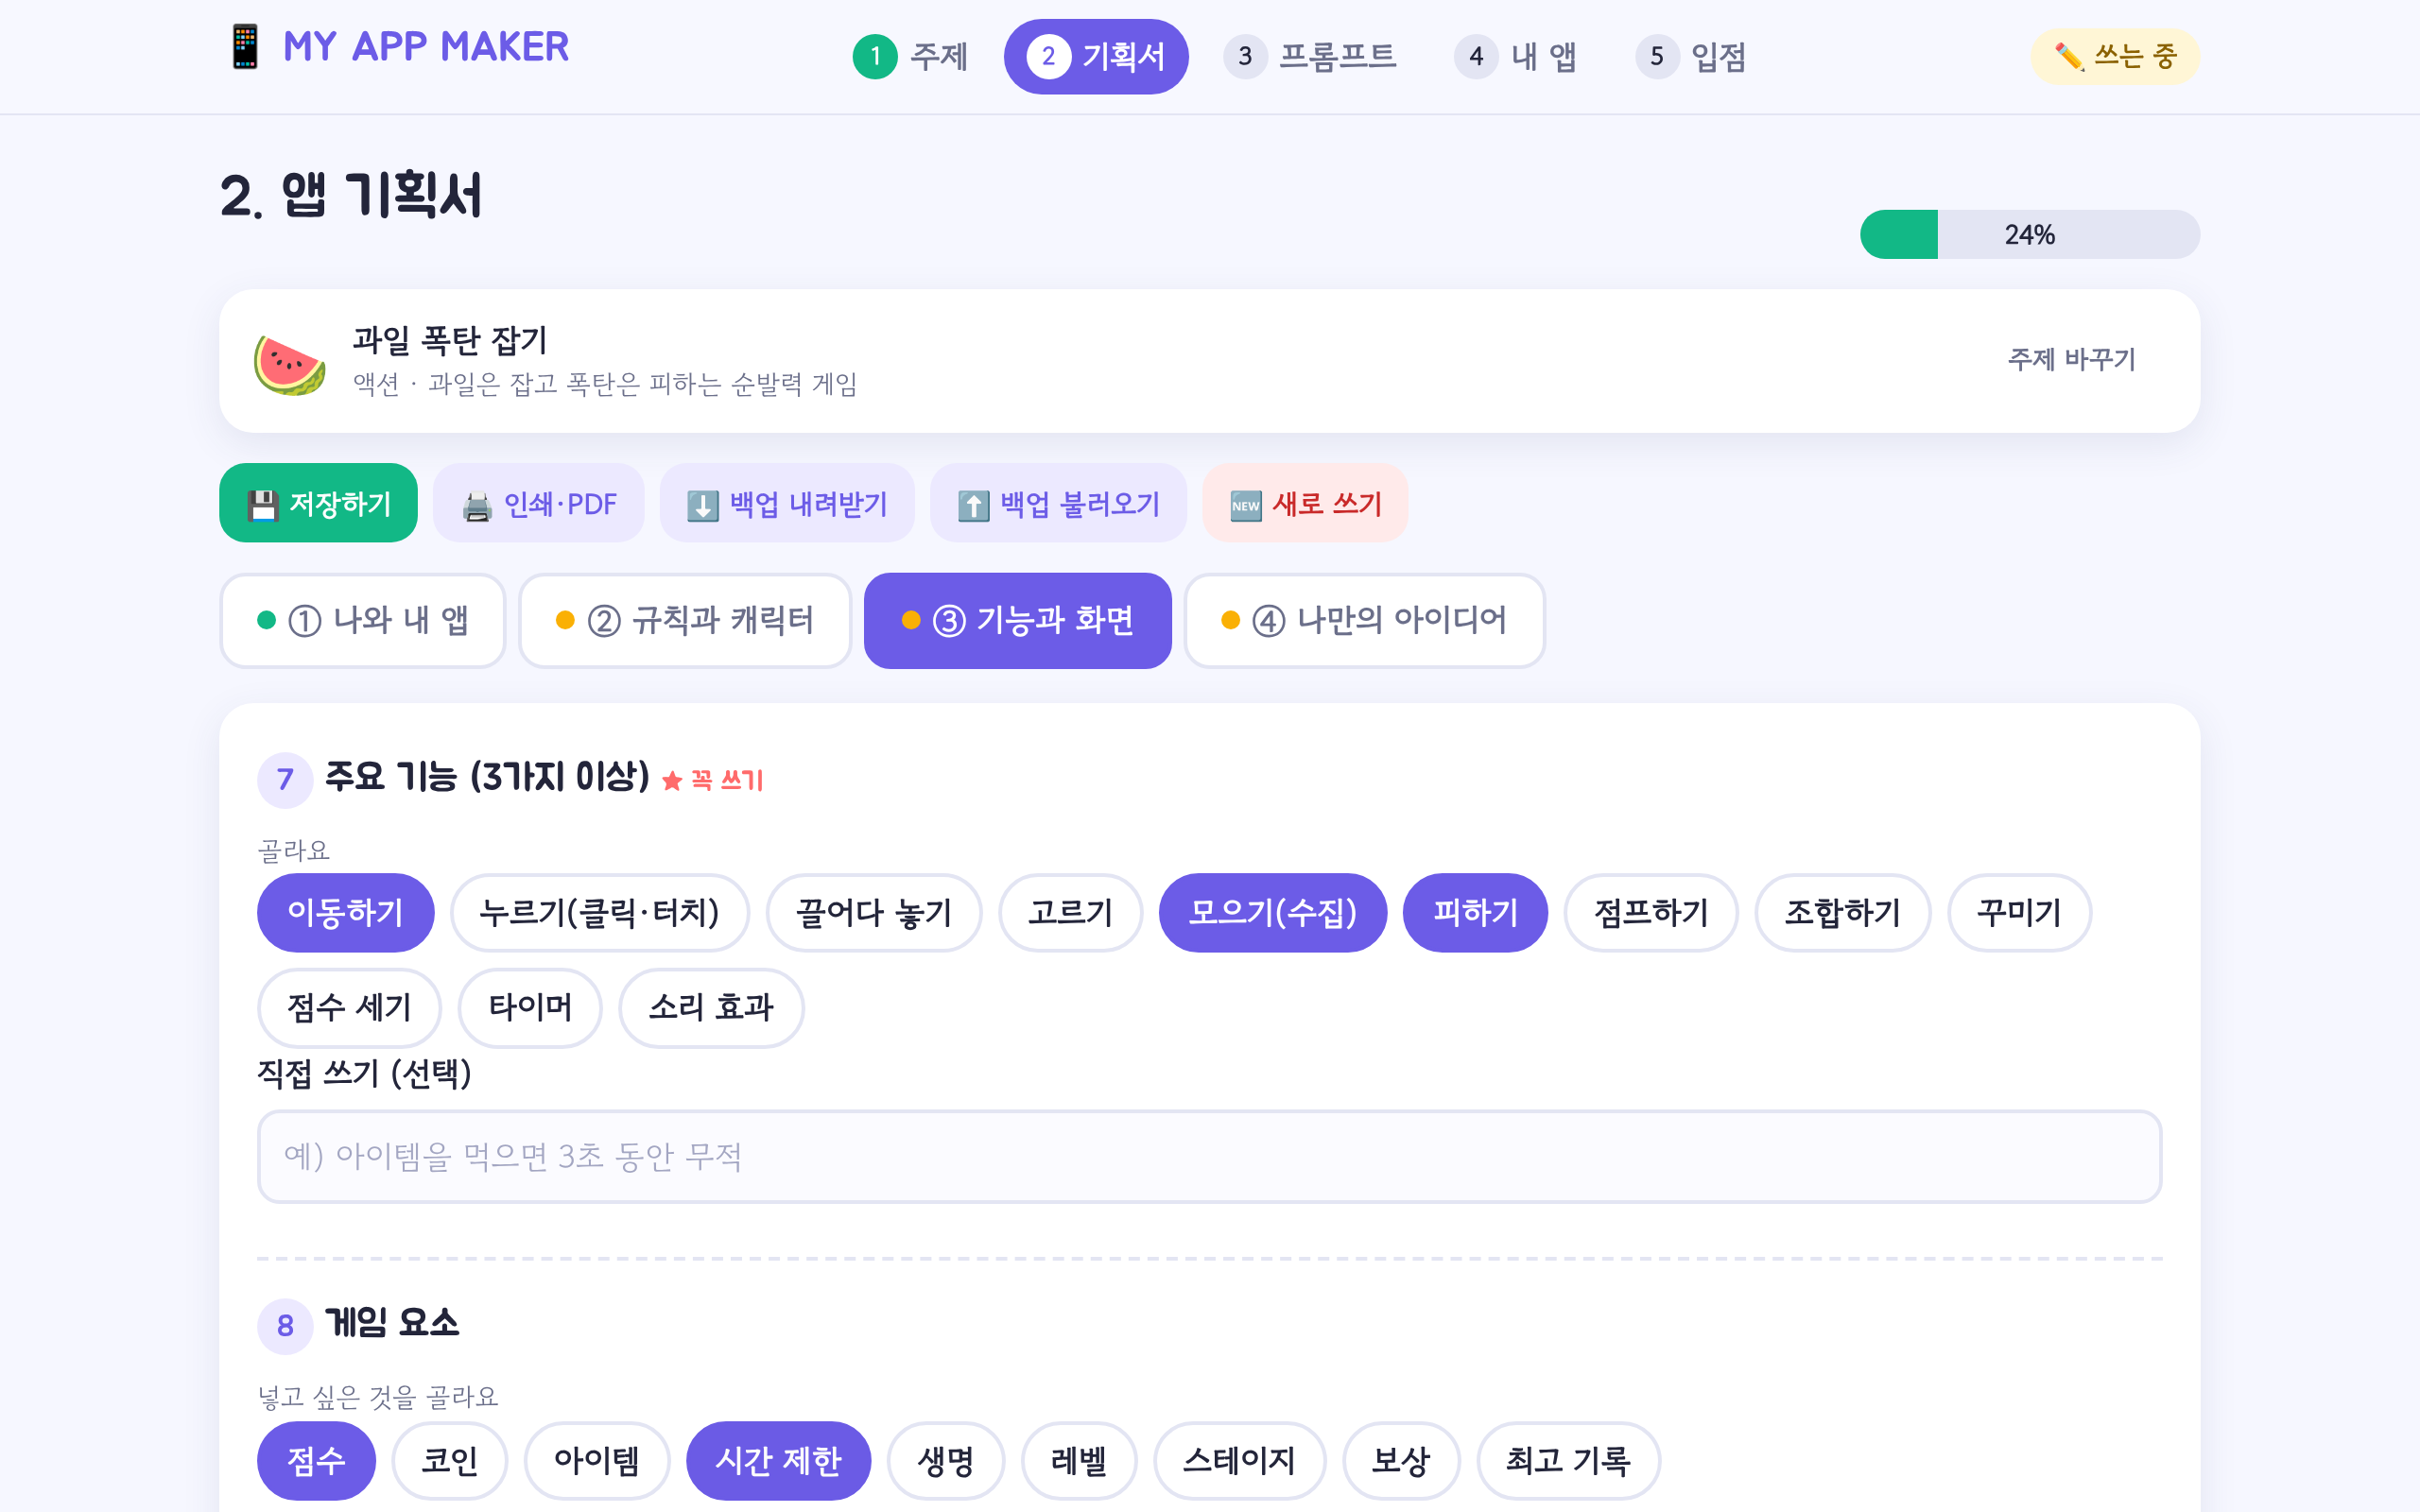 MY APP MAKER
1 주제 2 기획서 3 프롬프트 4 내 앱 5 입점
쓰는 중
2. 앱 기획서
24%
과일 폭탄 잡기
액션 · 과일은 잡고 폭탄은 피하는 순발력 게임
주제 바꾸기
저장하기 인쇄·PDF 백업 내려받기 백업 불러오기 NEW 새로 쓰기
① 나와 내 앱 ② 규칙과 캐릭터 ③ 기능과 화면 ④ 나만의 아이디어
7 주요 기능 (3가지 이상) ★ 꼭 쓰기
골라요
이동하기 누르기(클릭·터치) 끌어다 놓기 고르기 모으기(수집) 피하기 점프하기 조합하기 꾸미기
점수 세기 타이머 소리 효과
직접 쓰기 (선택)
예) 아이템을 먹으면 3초 동안 무적
8 게임 요소
넣고 싶은 것을 골라요
점수 코인 아이템 시간 제한 생명 레벨 스테이지 보상 최고 기록